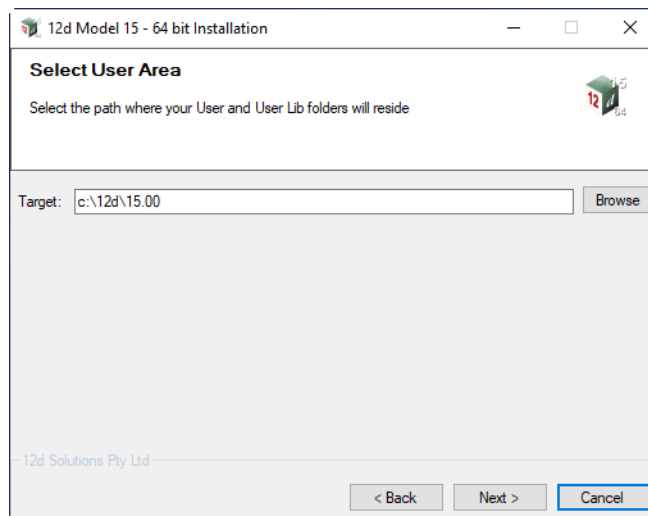 12d Model 15 - 64 bit Installation
Select User Area
Select the path where your User and User Lib folders will reside
15
12 d
64
Target: c:\12d\15.00 Browse
12d Solutions Pty Ltd
< Back Next > Cancel